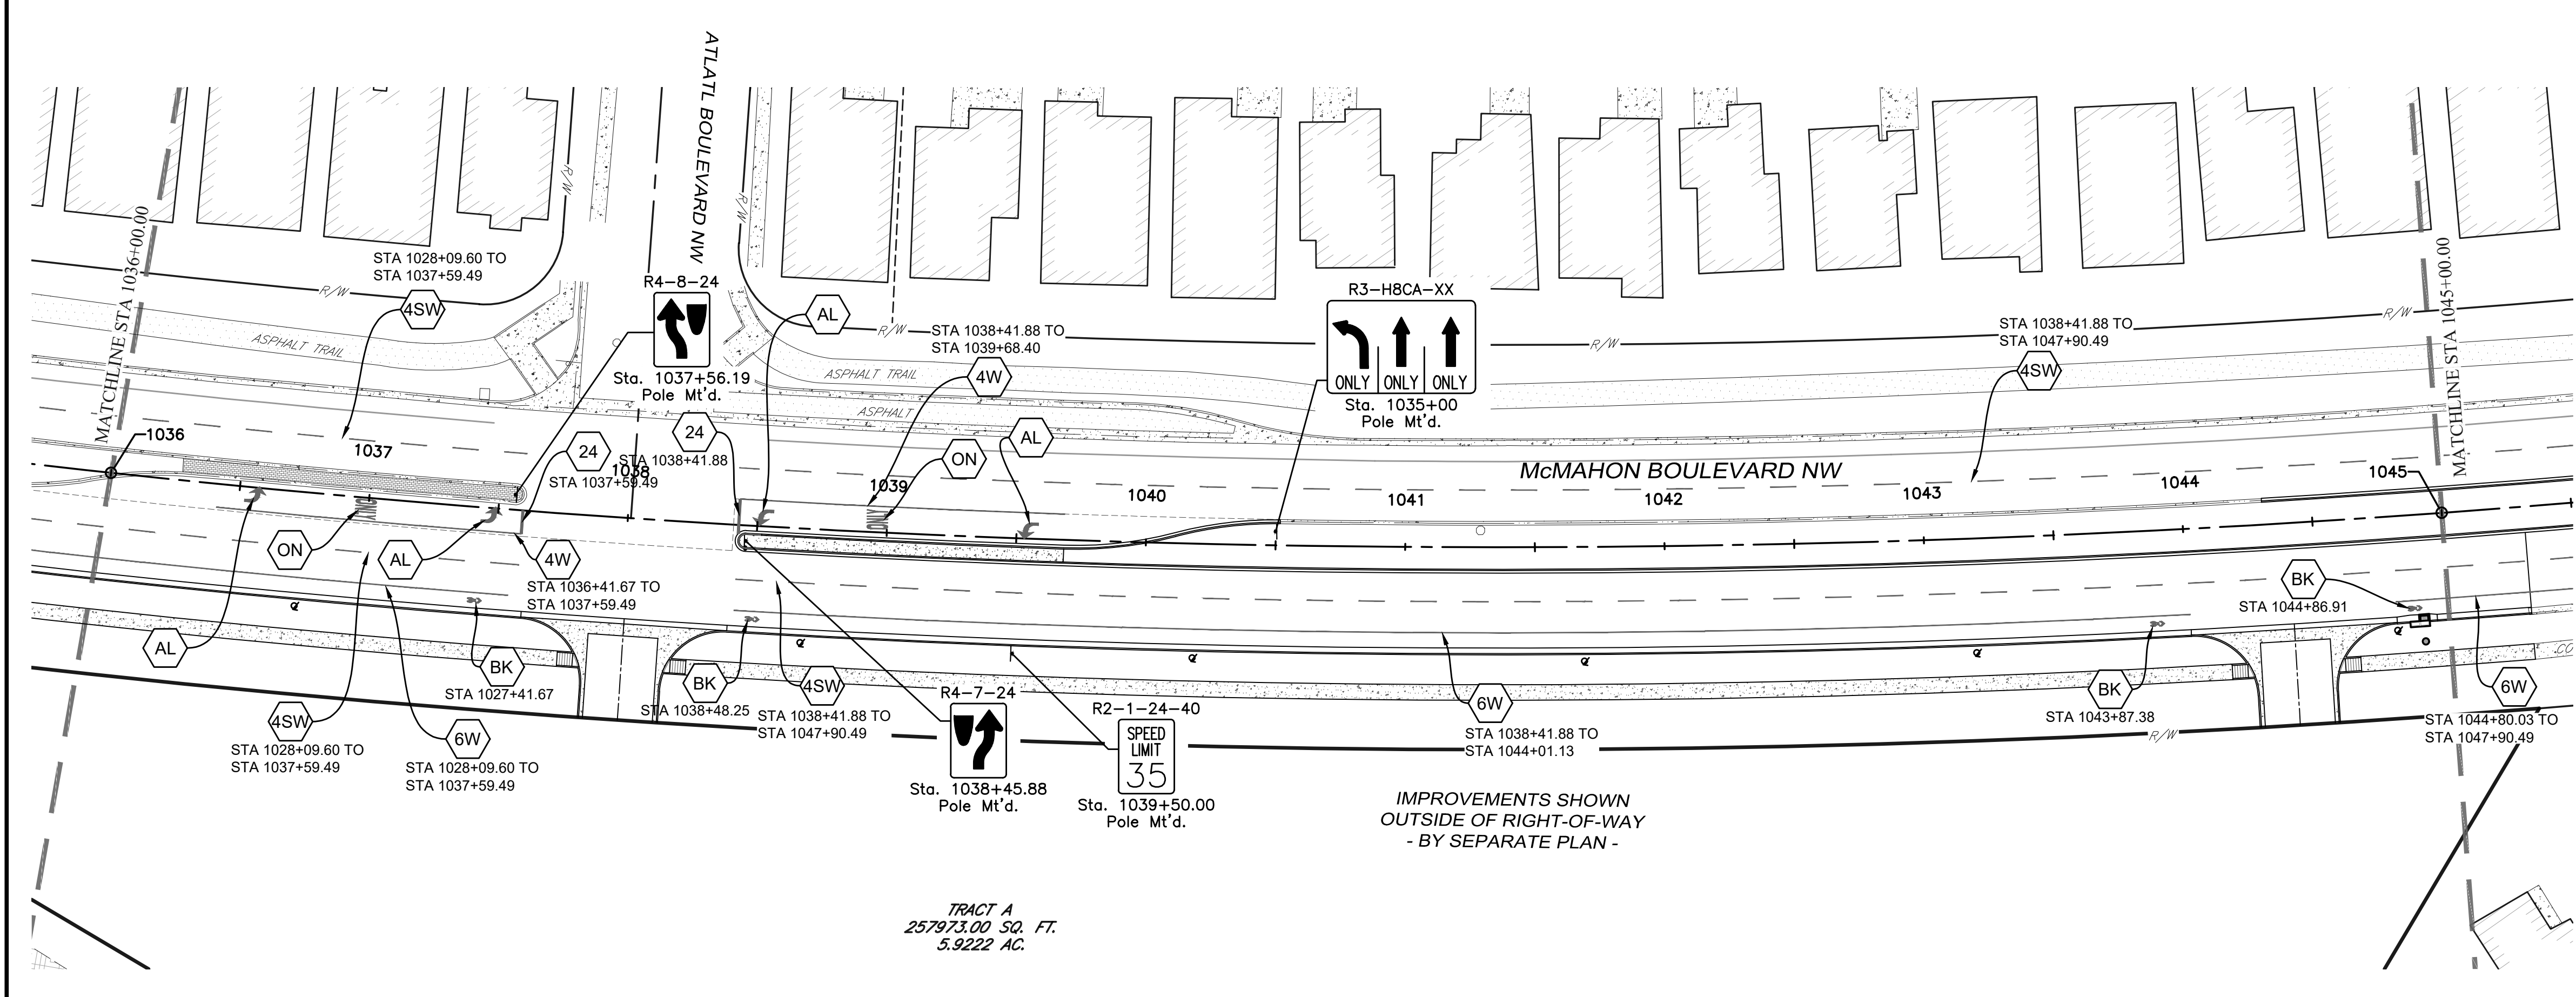 ATLATL BOULEVARD NW
R/W
R/W
MATCHLINE STA 1036+00.00
MATCHLINE STA 1045+00.00
STA 1028+09.60 TO
STA 1037+59.49
4SW
R/W
ASPHALT TRAIL
R4-8-24
Sta. 1037+56.19
Pole Mt'd.
AL
R/W
STA 1038+41.88 TO
STA 1039+68.40
4W
ASPHALT TRAIL
ASPHALT
R3-H8CA-XX
ONLY
ONLY
ONLY
Sta. 1035+00
Pole Mt'd.
R/W
STA 1038+41.88 TO
STA 1047+90.49
4SW
R/W
1036
1037
24
STA 1037+59.49
1038
24
STA 1038+41.88
1039
ON
AL
1040
1041
McMAHON BOULEVARD NW
1042
1043
1044
1045
ONLY
ONLY
ON
AL
4W
STA 1036+41.67 TO
STA 1037+59.49
AL
BK
STA 1027+41.67
4SW
STA 1028+09.60 TO
STA 1037+59.49
6W
STA 1028+09.60 TO
STA 1037+59.49
BK
STA 1038+48.25
4SW
STA 1038+41.88 TO
STA 1047+90.49
R4-7-24
Sta. 1038+45.88
Pole Mt'd.
R2-1-24-40
SPEED
LIMIT
35
Sta. 1039+50.00
Pole Mt'd.
6W
STA 1038+41.88 TO
STA 1044+01.13
BK
STA 1044+86.91
BK
STA 1043+87.38
R/W
6W
STA 1044+80.03 TO
STA 1047+90.49
IMPROVEMENTS SHOWN
OUTSIDE OF RIGHT-OF-WAY
- BY SEPARATE PLAN -
TRACT A
257973.00 SQ. FT.
5.9222 AC.